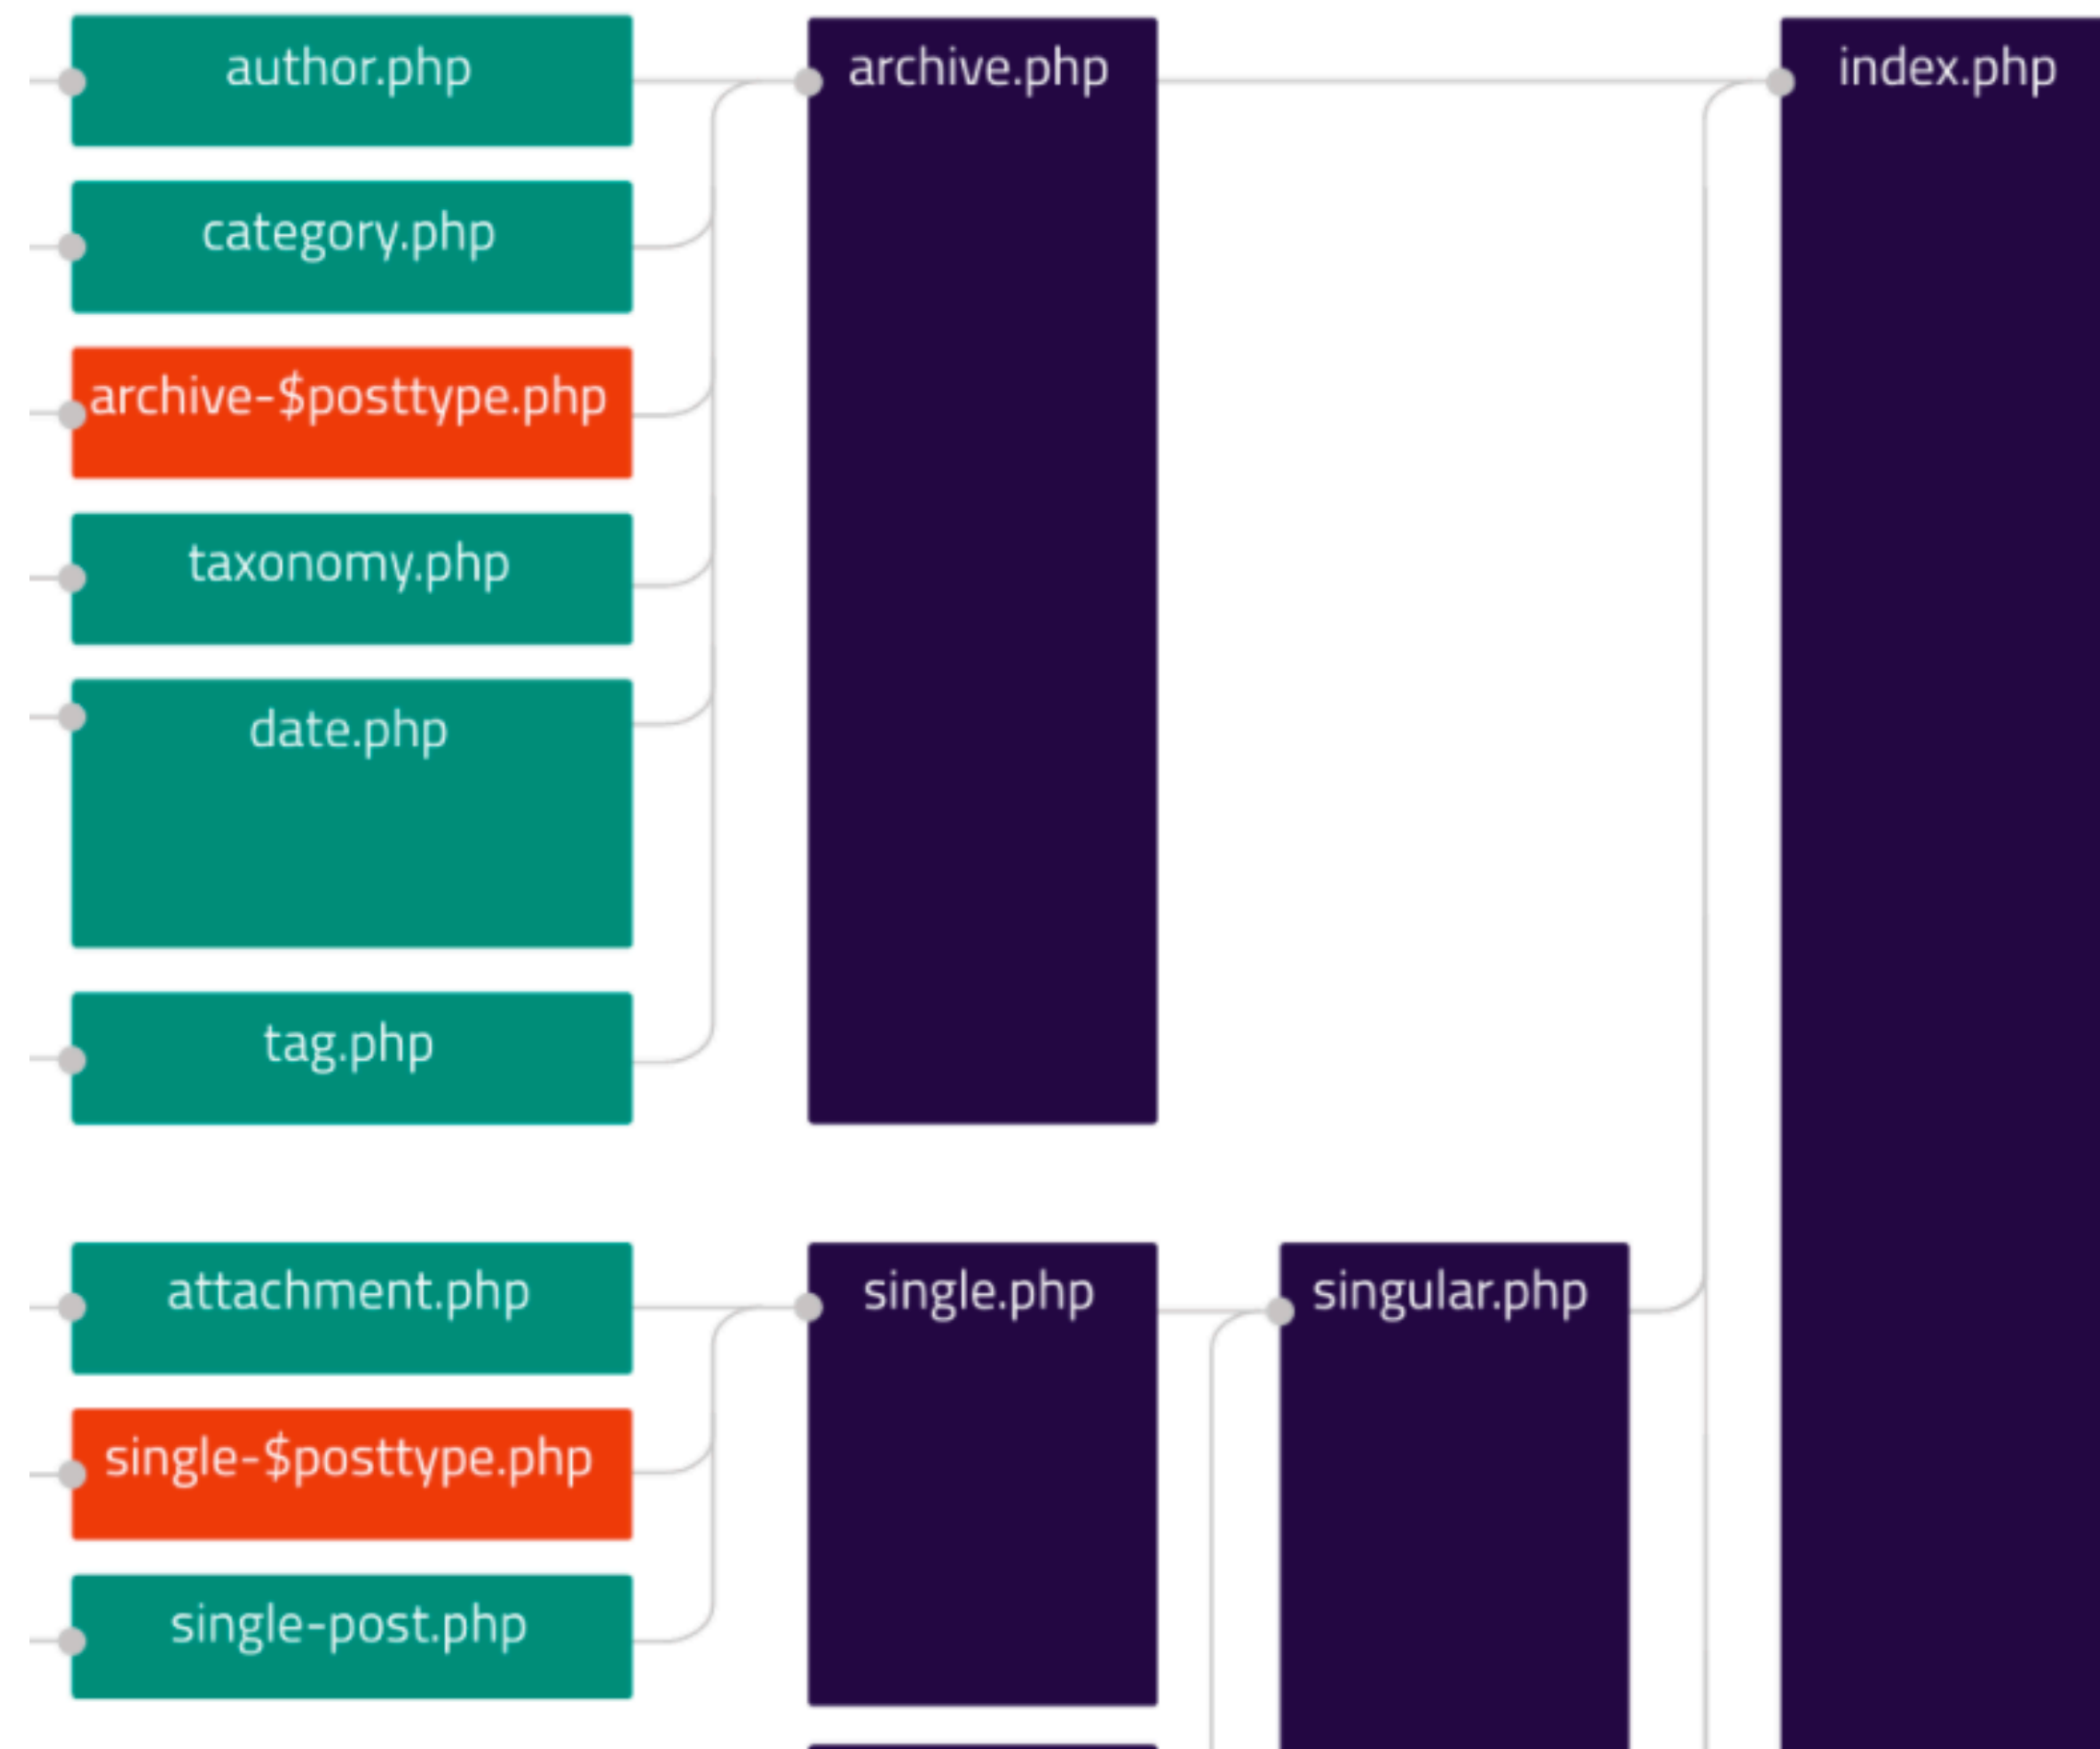 author.php
archive.php
index.php
category.php
archive-$posttype.php
taxonomy.php
date.php
tag.php
attachment.php
single.php
singular.php
single-$posttype.php
single-post.php